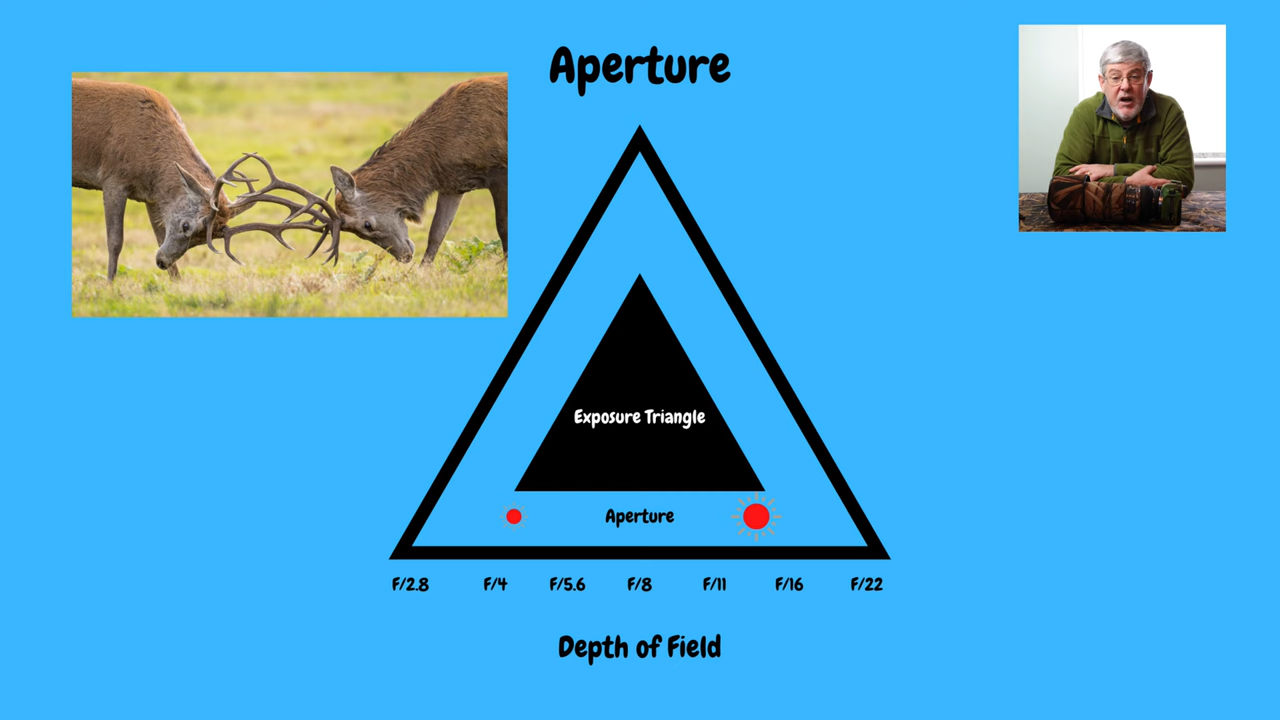 Aperture
Exposure Triangle
Aperture
F/2.8 F/4 F/5.6 F/8 F/11 F/16 F/22
Depth of Field